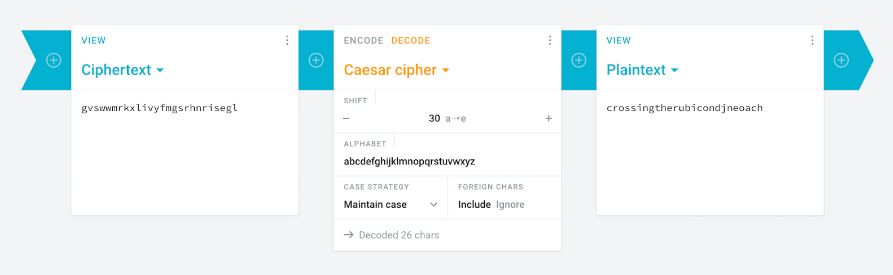 VIEW
Ciphertext
gvswwmrkxlivyfmgsrhnrisegl
ENCODE DECODE
Caesar cipher
SHIFT
− 30 a→e +
ALPHABET
abcdefghijklmnopqrstuvwxyz
CASE STRATEGY
Maintain case
FOREIGN CHARS
Include Ignore
→ Decoded 26 chars
VIEW
Plaintext
crossingtherubicondjneoach